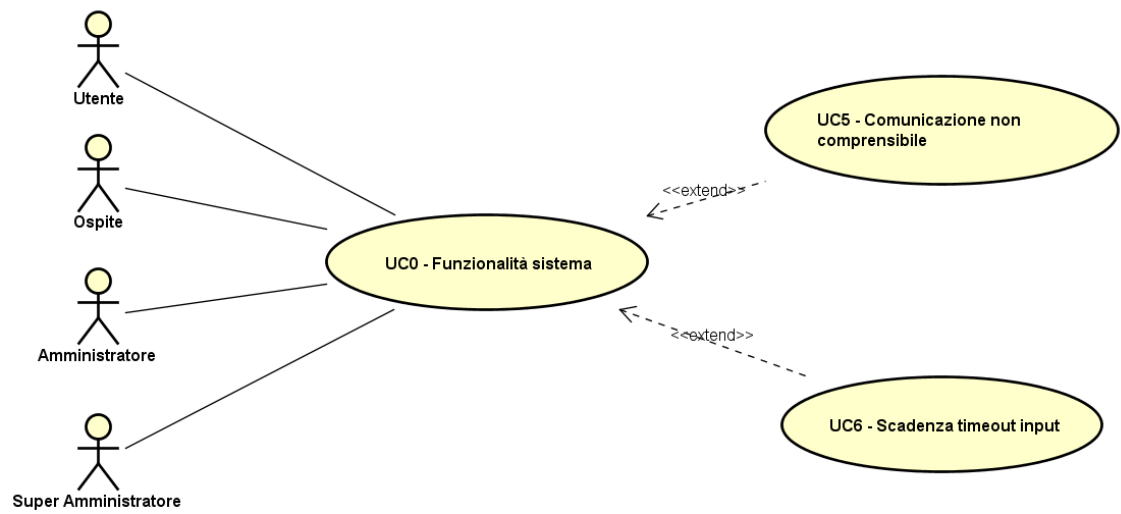 Utente
Ospite
Amministratore
Super Amministratore
UC0 - Funzionalità sistema
<<extend>>
<<extend>>
UC5 - Comunicazione non
comprensibile
UC6 - Scadenza timeout input